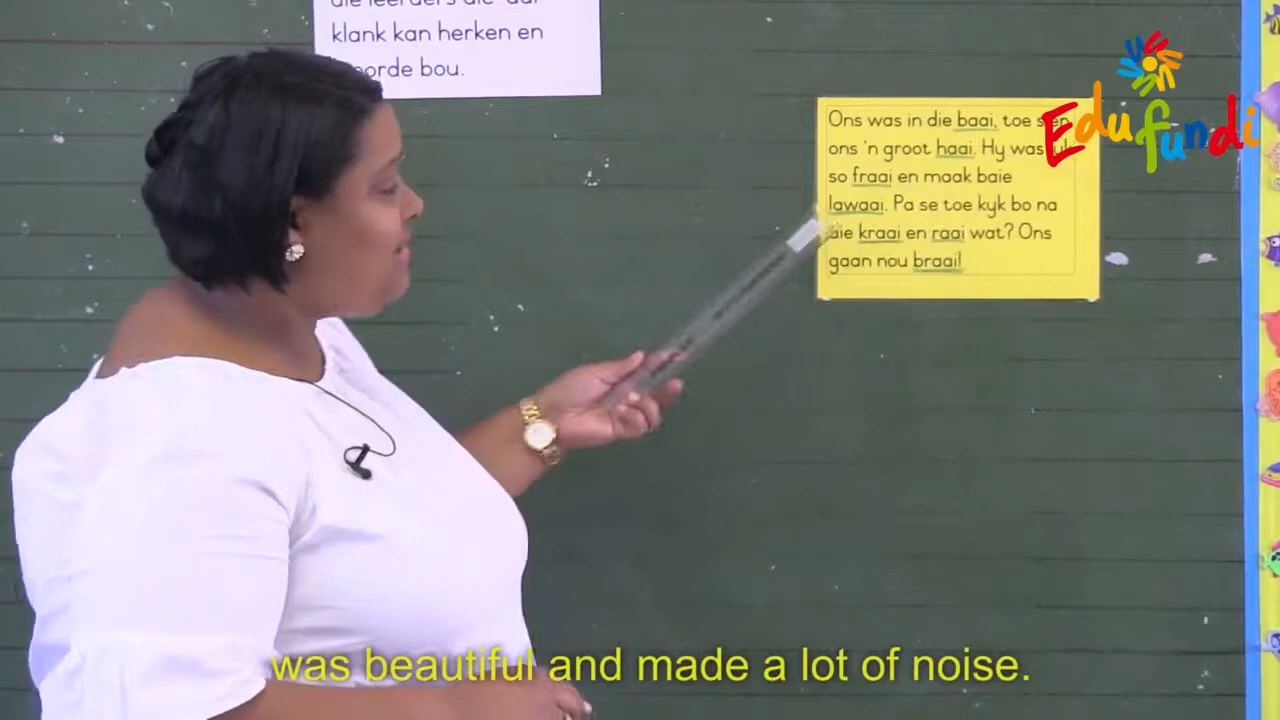 klank kan herken en
bou.
Ons was in die baai, toe
ons 'n groot haai. Hy was
so fraai en maak baie
lawaai. Pa se toe kyk bo na
die kraai en raai wat? Ons
gaan nou braai!
Edufundi
was beautiful and made a lot of noise.